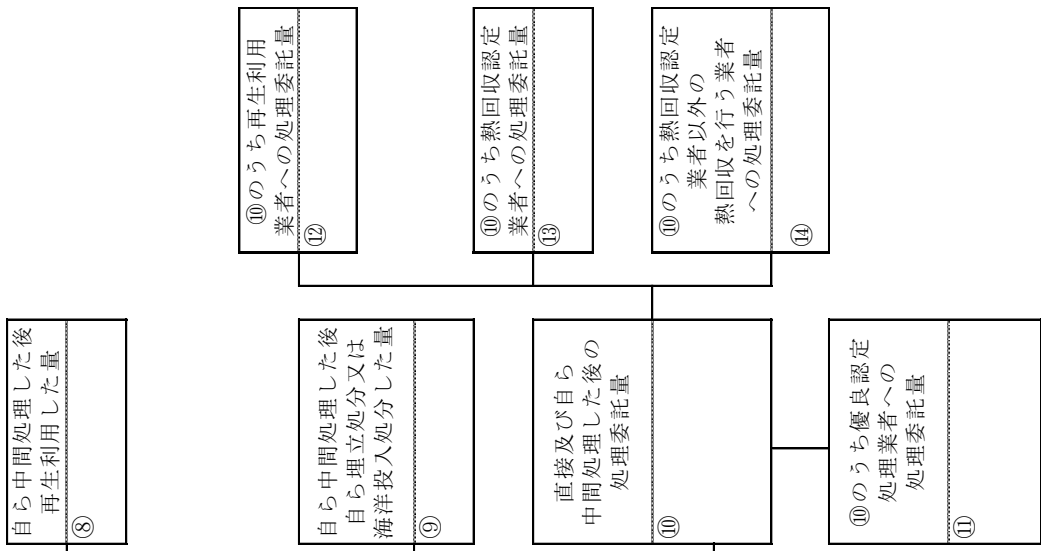 自ら中間処理した後
再生利用した量
⑧
自ら中間処理した後
自ら埋立処分又は
海洋投入処分した量
⑨
直接及び自ら
中間処理した後の
処理委託量
⑩
⑩のうち優良認定
処理業者への
処理委託量
⑪
⑩のうち再生利用
業者への処理委託量
⑫
⑩のうち熱回収認定
業者への処理委託量
⑬
⑩のうち熱回収認定
業者以外の
熱回収を行う業者
への処理委託量
⑭